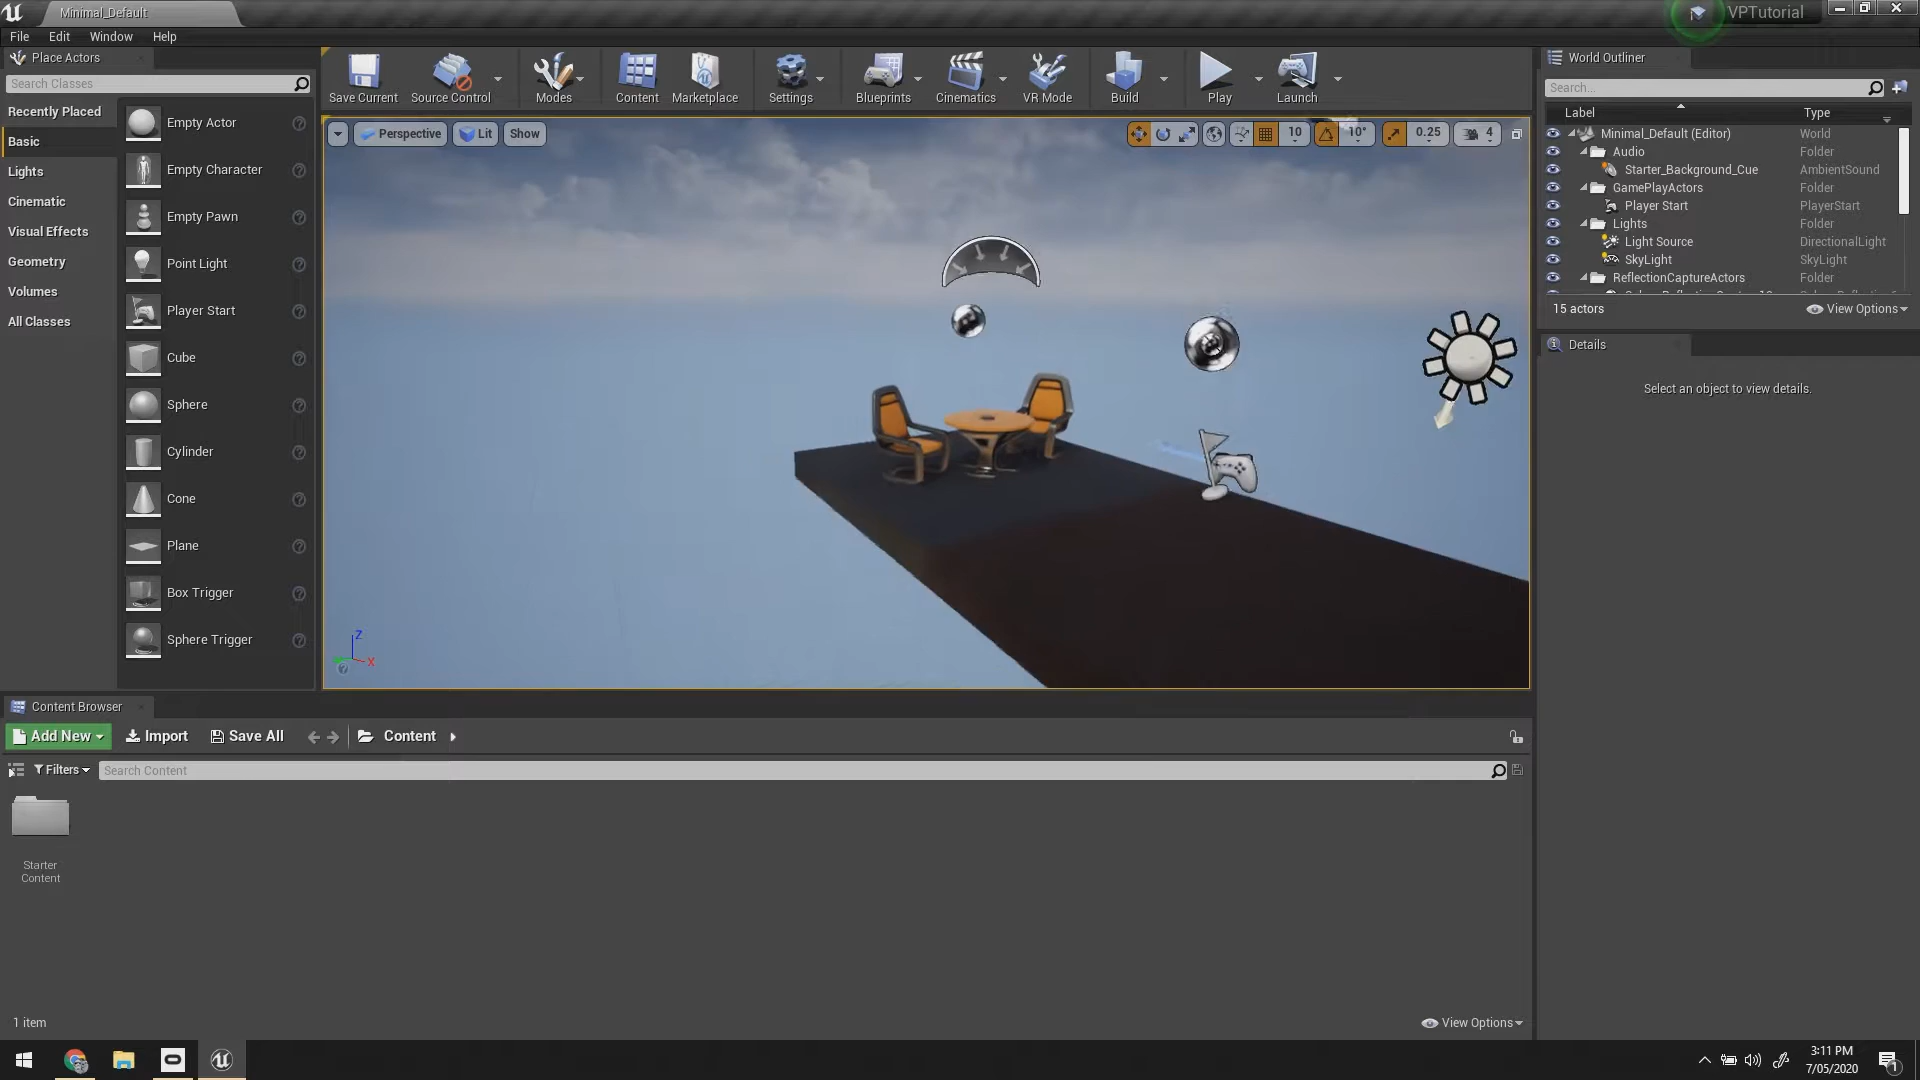 Minimal_Default
VPTutorial
File Edit Window Help
Place Actors
Search Classes
Recently Placed
Basic
Lights
Cinematic
Visual Effects
Geometry
Volumes
All Classes
Empty Actor
Empty Character
Empty Pawn
Point Light
Player Start
Cube
Sphere
Cylinder
Cone
Plane
Box Trigger
Sphere Trigger
Save Current Source Control Modes Content Marketplace Settings Blueprints Cinematics VR Mode Build Play Launch
Perspective Lit Show
10 10° 0.25 4
Z
X
World Outliner
Search...
Label Type
Minimal_Default (Editor) World
Audio Folder
Starter_Background_Cue AmbientSound
GamePlayActors Folder
Player Start PlayerStart
Lights Folder
Light Source DirectionalLight
SkyLight SkyLight
ReflectionCaptureActors Folder
15 actors View Options
Details
Select an object to view details.
Content Browser
Add New Import Save All Content
Filters Search Content
Starter
Content
1 item View Options
3:11 PM
7/05/2020
1